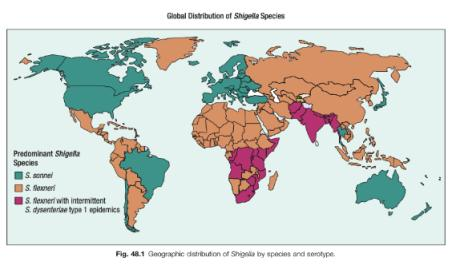 Global Distribution of Shigella Species
Predominant Shigella
Species
S. sonnei
S. flexneri
S. flexneri with intermittent
S. dysenteriae type 1 epidemics
Fig. 48.1 Geographic distribution of Shigella by species and serotype.